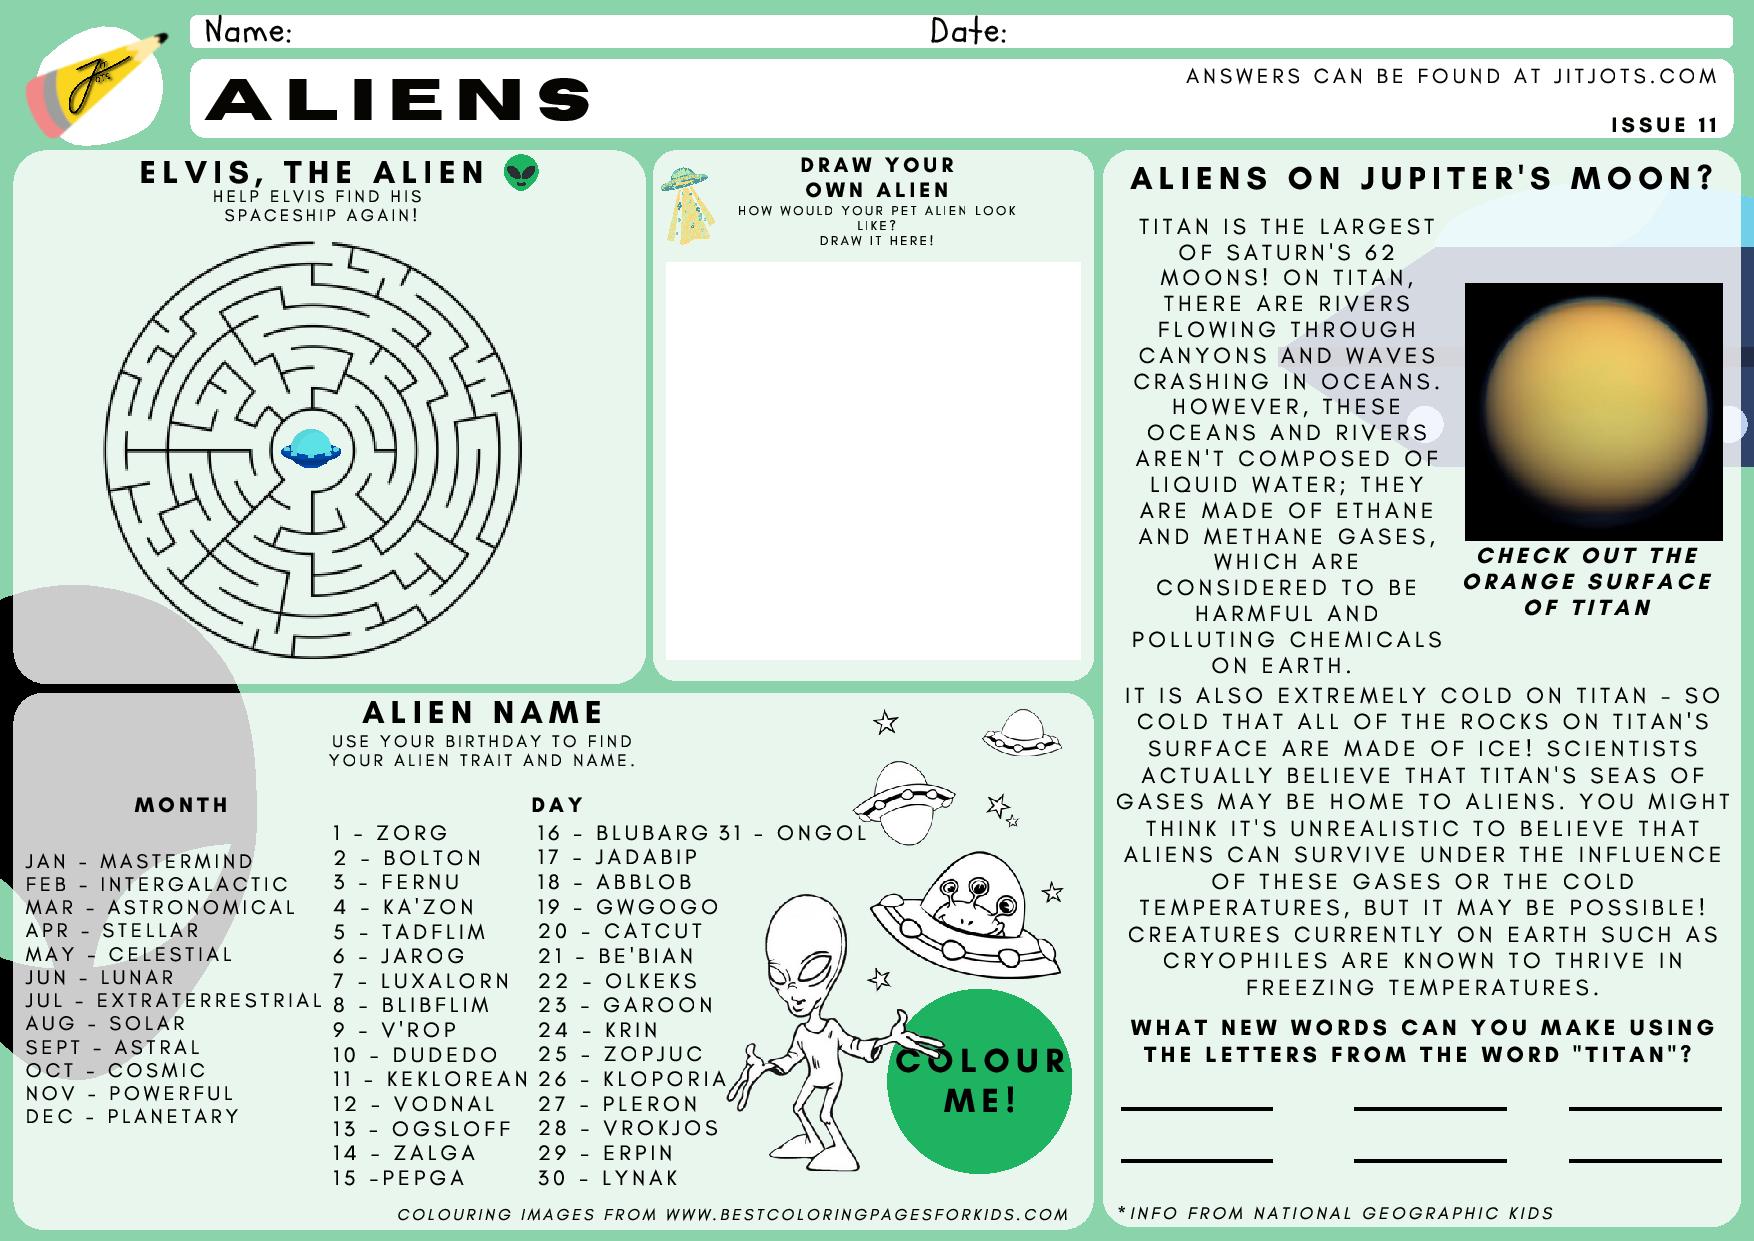 Name:
Date:
ALIENS
ANSWERS CAN BE FOUND AT JITJOTS.COM
ISSUE 11
ELVIS, THE ALIEN
HELP ELVIS FIND HIS
SPACESHIP AGAIN!
DRAW YOUR
OWN ALIEN
HOW WOULD YOUR PET ALIEN LOOK
LIKE?
DRAW IT HERE!
ALIENS ON JUPITER'S MOON?
TITAN IS THE LARGEST
OF SATURN'S 62
MOONS! ON TITAN,
THERE ARE RIVERS
FLOWING THROUGH
CANYONS AND WAVES
CRASHING IN OCEANS.
HOWEVER, THESE
OCEANS AND RIVERS
AREN'T COMPOSED OF
LIQUID WATER; THEY
ARE MADE OF ETHANE
AND METHANE GASES,
WHICH ARE
CONSIDERED TO BE
HARMFUL AND
POLLUTING CHEMICALS
ON EARTH.
CHECK OUT THE
ORANGE SURFACE
OF TITAN
IT IS ALSO EXTREMELY COLD ON TITAN - SO
COLD THAT ALL OF THE ROCKS ON TITAN'S
SURFACE ARE MADE OF ICE! SCIENTISTS
ACTUALLY BELIEVE THAT TITAN'S SEAS OF
GASES MAY BE HOME TO ALIENS. YOU MIGHT
THINK IT'S UNREALISTIC TO BELIEVE THAT
ALIENS CAN SURVIVE UNDER THE INFLUENCE
OF THESE GASES OR THE COLD
TEMPERATURES, BUT IT MAY BE POSSIBLE!
CREATURES CURRENTLY ON EARTH SUCH AS
CRYOPHILES ARE KNOWN TO THRIVE IN
FREEZING TEMPERATURES.
WHAT NEW WORDS CAN YOU MAKE USING
THE LETTERS FROM THE WORD "TITAN"?
*INFO FROM NATIONAL GEOGRAPHIC KIDS
ALIEN NAME
USE YOUR BIRTHDAY TO FIND
YOUR ALIEN TRAIT AND NAME.
MONTH
JAN - MASTERMIND
FEB - INTERGALACTIC
MAR - ASTRONOMICAL
APR - STELLAR
MAY - CELESTIAL
JUN - LUNAR
JUL - EXTRATERRESTRIAL
AUG - SOLAR
SEPT - ASTRAL
OCT - COSMIC
NOV - POWERFUL
DEC - PLANETARY
DAY
1 - ZORG
2 - BOLTON
3 - FERNU
4 - KA'ZON
5 - TADFLIM
6 - JAROG
7 - LUXALORN
8 - BLIBFLIM
9 - V'ROP
10 - DUDEDO
11 - KEKLOREAN
12 - VODNAL
13 - OGSLOFF
14 - ZALGA
15 -PEPGA
16 - BLUBARG
17 - JADABIP
18 - ABBLOB
19 - GWGOGO
20 - CATCUT
21 - BE'BIAN
22 - OLKEKS
23 - GAROON
24 - KRIN
25 - ZOPJUC
26 - KLOPORIA
27 - PLERON
28 - VROKJOS
29 - ERPIN
30 - LYNAK
31 - ONGOL
COLOUR
ME!
COLOURING IMAGES FROM WWW.BESTCOLORINGPAGESFORKIDS.COM